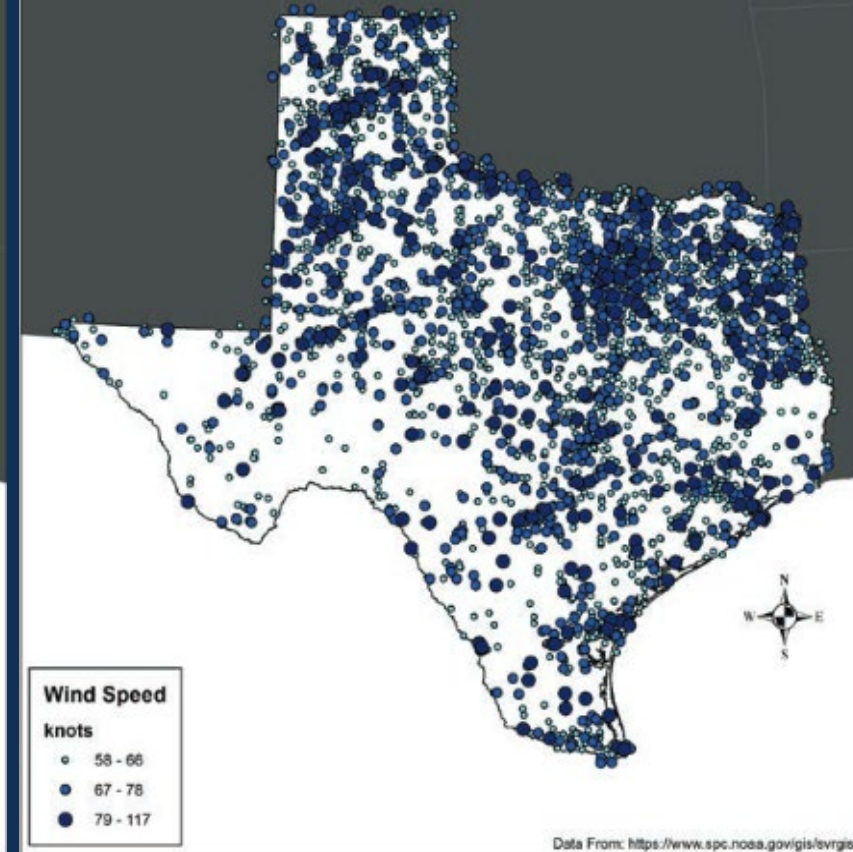 N
W E
S
Wind Speed
knots
58 - 66
67 - 78
79 - 117
Data From: https://www.spc.noaa.gov/gis/svrgis